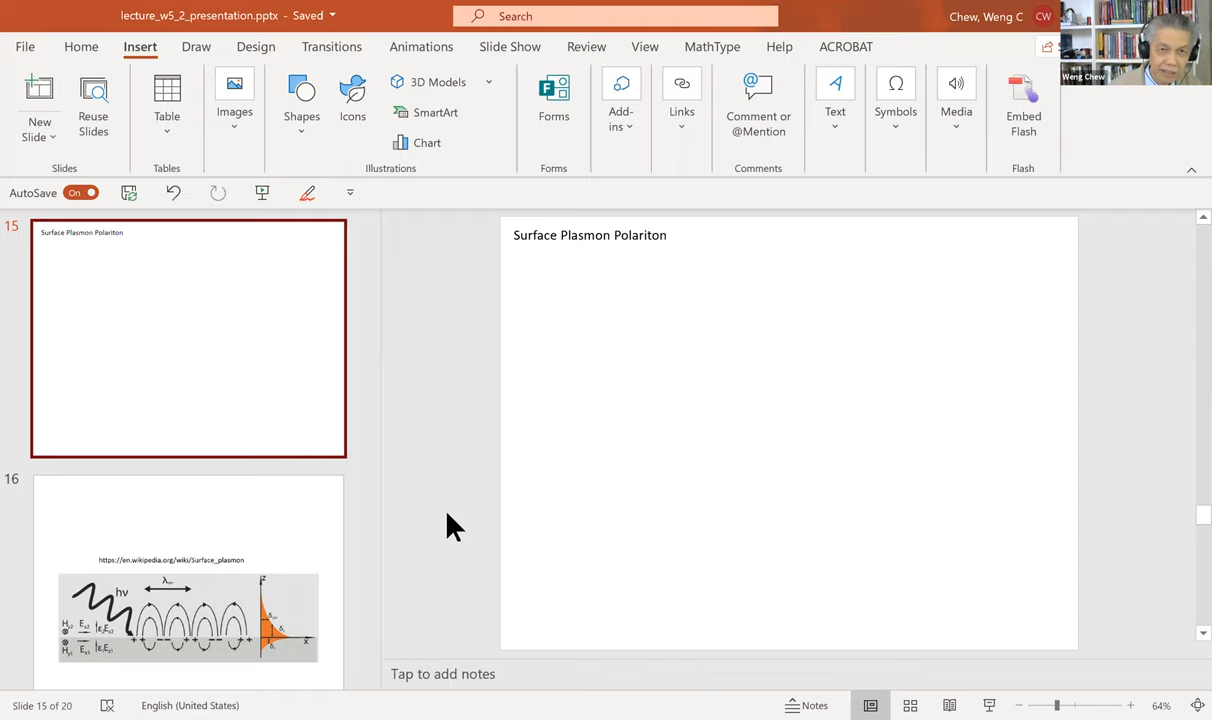 lecture_w5_2_presentation.pptx - Saved
Search
Chew, Weng C
CW
File
Home
Insert
Draw
Design
Transitions
Animations
Slide Show
Review
View
MathType
Help
ACROBAT
Weng Chew
New
Slide
Reuse
Slides
Slides
Table
Tables
Images
Shapes
Icons
3D Models
SmartArt
Chart
Illustrations
Forms
Forms
Add-
ins
Links
Comment or
@Mention
Comments
Text
Symbols
Media
Embed
Flash
Flash
AutoSave
On
15
Surface Plasmon Polariton
16
https://en.wikipedia.org/wiki/Surface_plasmon
hν
z
x
Surface Plasmon Polariton
Tap to add notes
Slide 15 of 20
English (United States)
Notes
64%